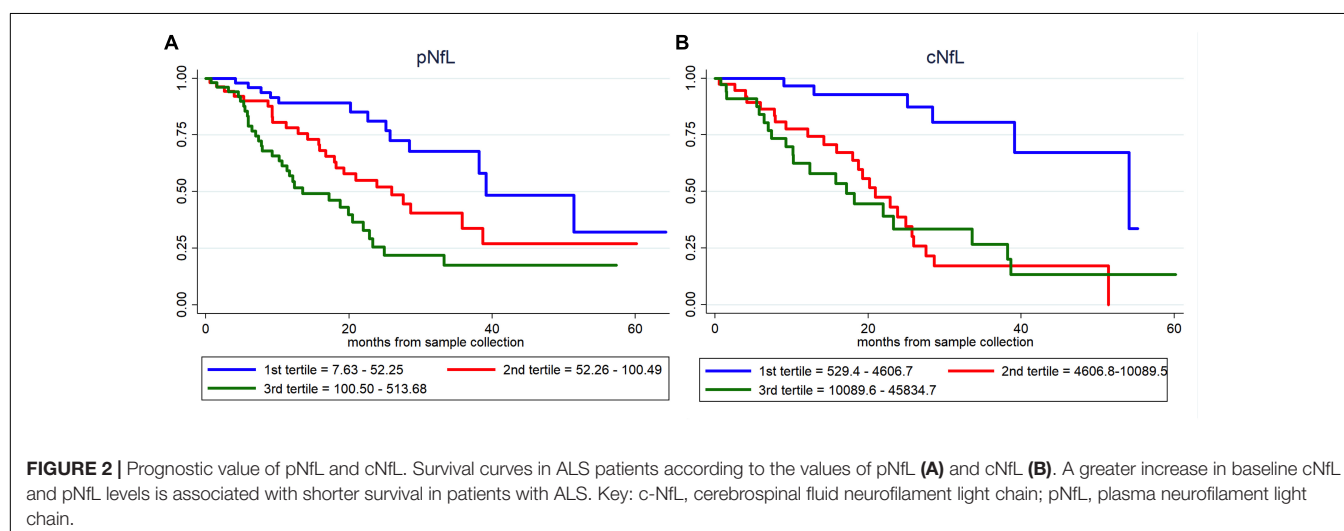 A
pNfL
1.00
0.75
0.50
0.25
0.00
0 20 40 60
months from sample collection
1st tertile = 7.63 - 52.25 2nd tertile = 52.26 - 100.49
3rd tertile = 100.50 - 513.68
B
cNfL
1.00
0.75
0.50
0.25
0.00
0 20 40 60
months from sample collection
1st tertile = 529.4 - 4606.7 2nd tertile = 4606.8-10089.5
3rd tertile = 10089.6 - 45834.7
FIGURE 2 | Prognostic value of pNfL and cNfL. Survival curves in ALS patients according to the values of pNfL (A) and cNfL (B). A greater increase in baseline cNfL
and pNfL levels is associated with shorter survival in patients with ALS. Key: c-NfL, cerebrospinal fluid neurofilament light chain; pNfL, plasma neurofilament light
chain.